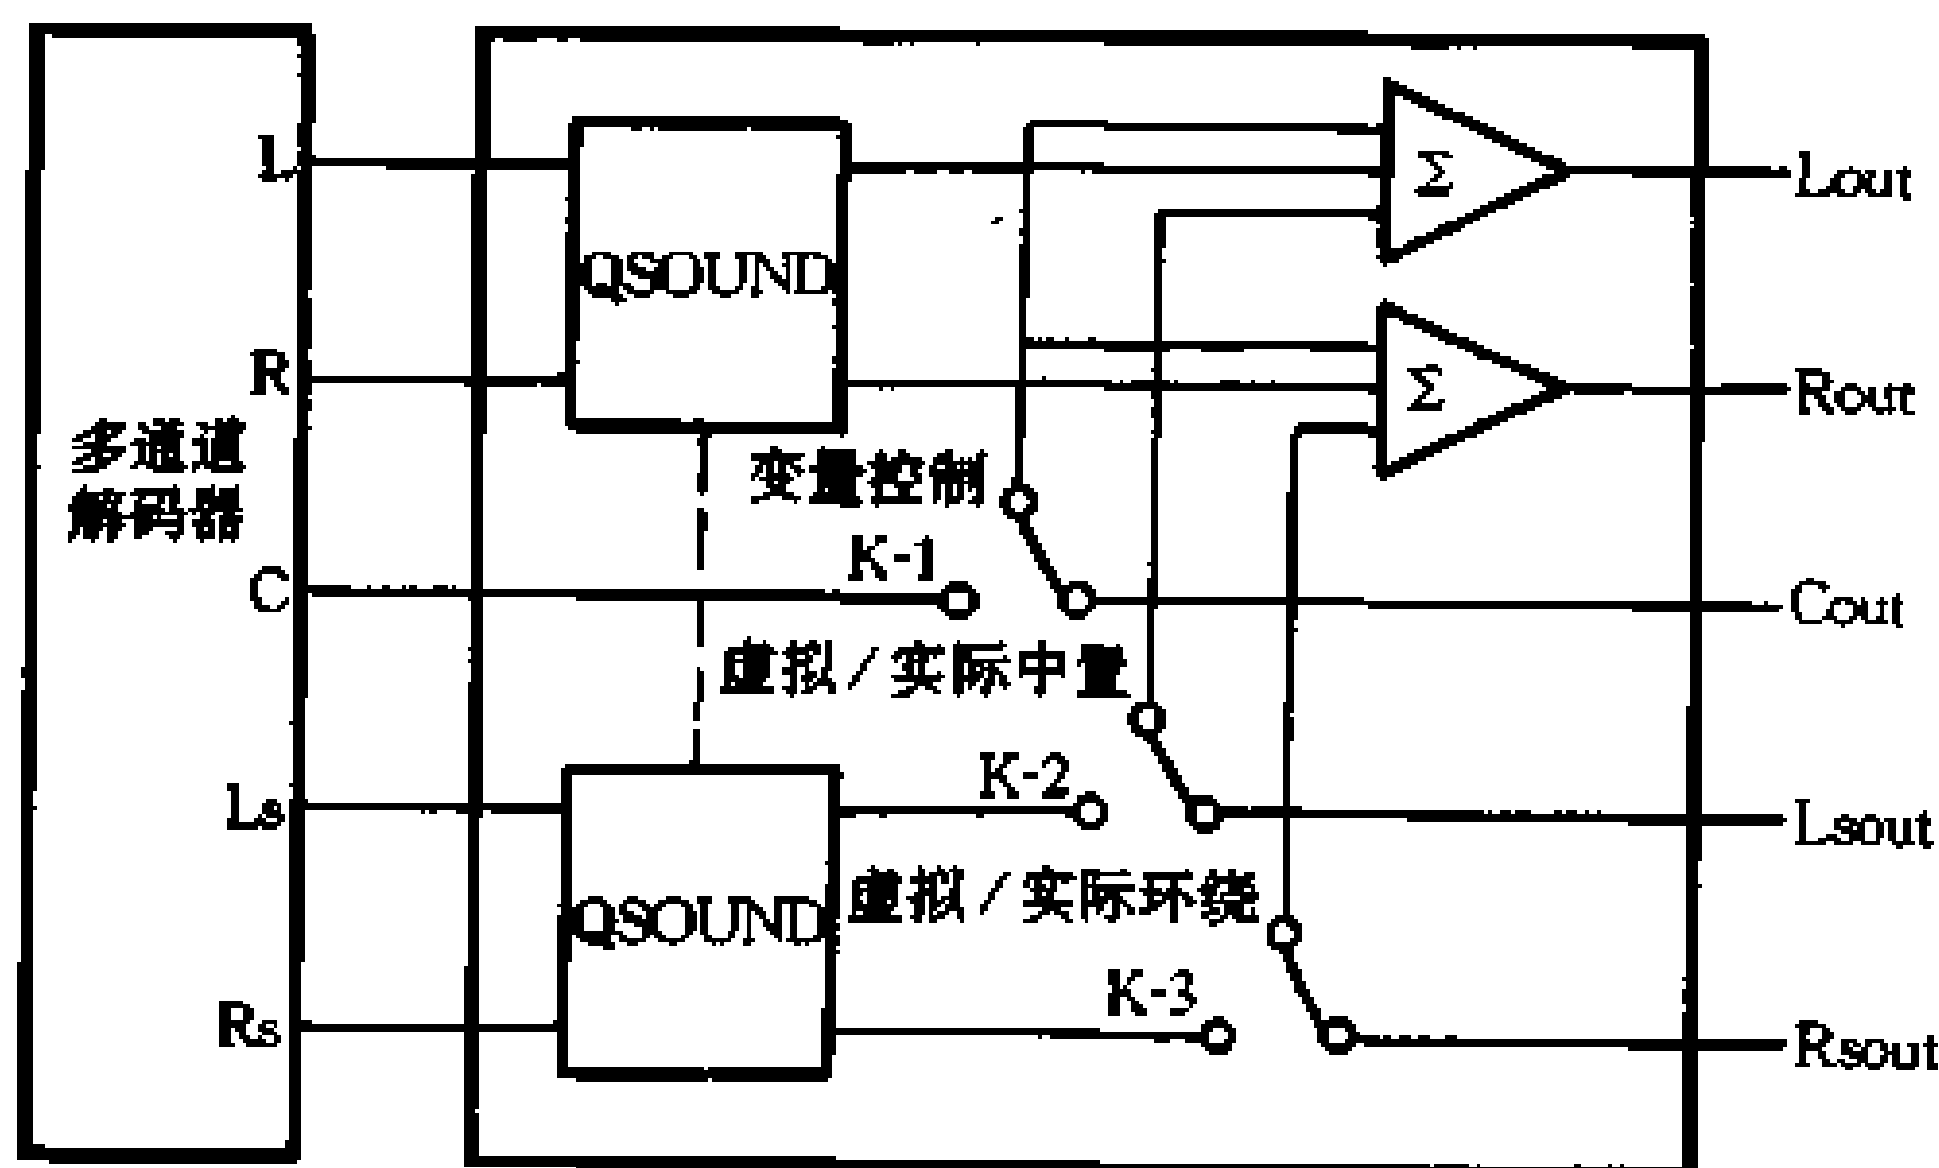 L
QSOUND
Σ
Lout
R
Σ
Rout
多通道
解码器
变量控制
K-1
C
Cout
虚拟/实际中置
K-2
Ls
Lsout
QSOUND
虚拟/实际环绕
K-3
Rs
Rsout